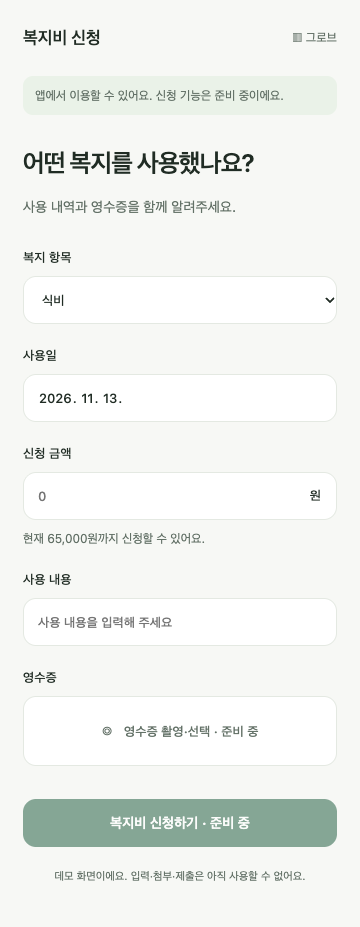 복지비 신청
▥ 그로브
앱에서 이용할 수 있어요. 신청 기능은 준비 중이에요.
어떤 복지를 사용했나요?
사용 내역과 영수증을 함께 알려주세요.
복지 항목
식비
사용일
2026. 11. 13.
신청 금액
0 원
현재 65,000원까지 신청할 수 있어요.
사용 내용
사용 내용을 입력해 주세요
영수증
◎ 영수증 촬영·선택 · 준비 중
복지비 신청하기 · 준비 중
데모 화면이에요. 입력·첨부·제출은 아직 사용할 수 없어요.